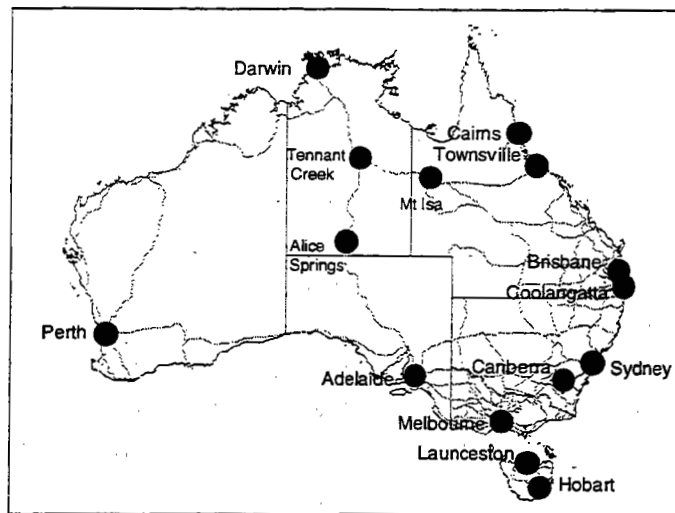 Darwin
Cairns
Townsville
Tennant
Creek
Mt Isa
Alice
Springs
Brisbane
Coolangatta
Perth
Adelaide
Canberra
Sydney
Melbourne
Launceston
Hobart